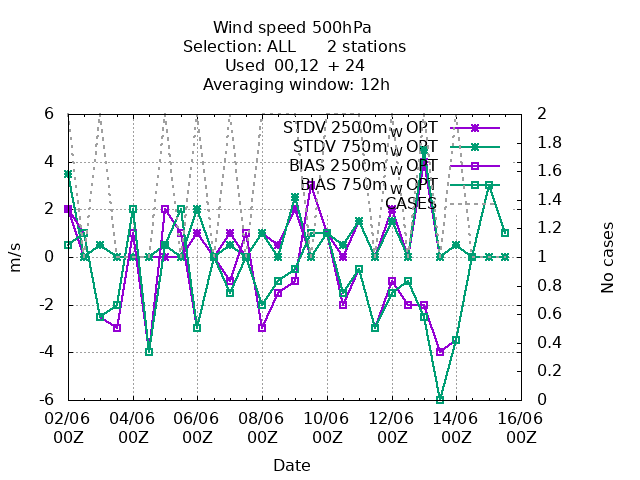 Wind speed 500hPa
Selection: ALL 2 stations
Used 00,12 + 24
Averaging window: 12h
STDV 2500m_W OPT
STDV 750m_W OPT
BIAS 2500m_W OPT
BIAS 750m_W OPT
CASES
6
4
2
0
-2
-4
-6
m/s
2
1.8
1.6
1.4
1.2
1
0.8
0.6
0.4
0.2
0
No cases
02/06 04/06 06/06 08/06 10/06 12/06 14/06 16/06
00Z 00Z 00Z 00Z 00Z 00Z 00Z 00Z
Date